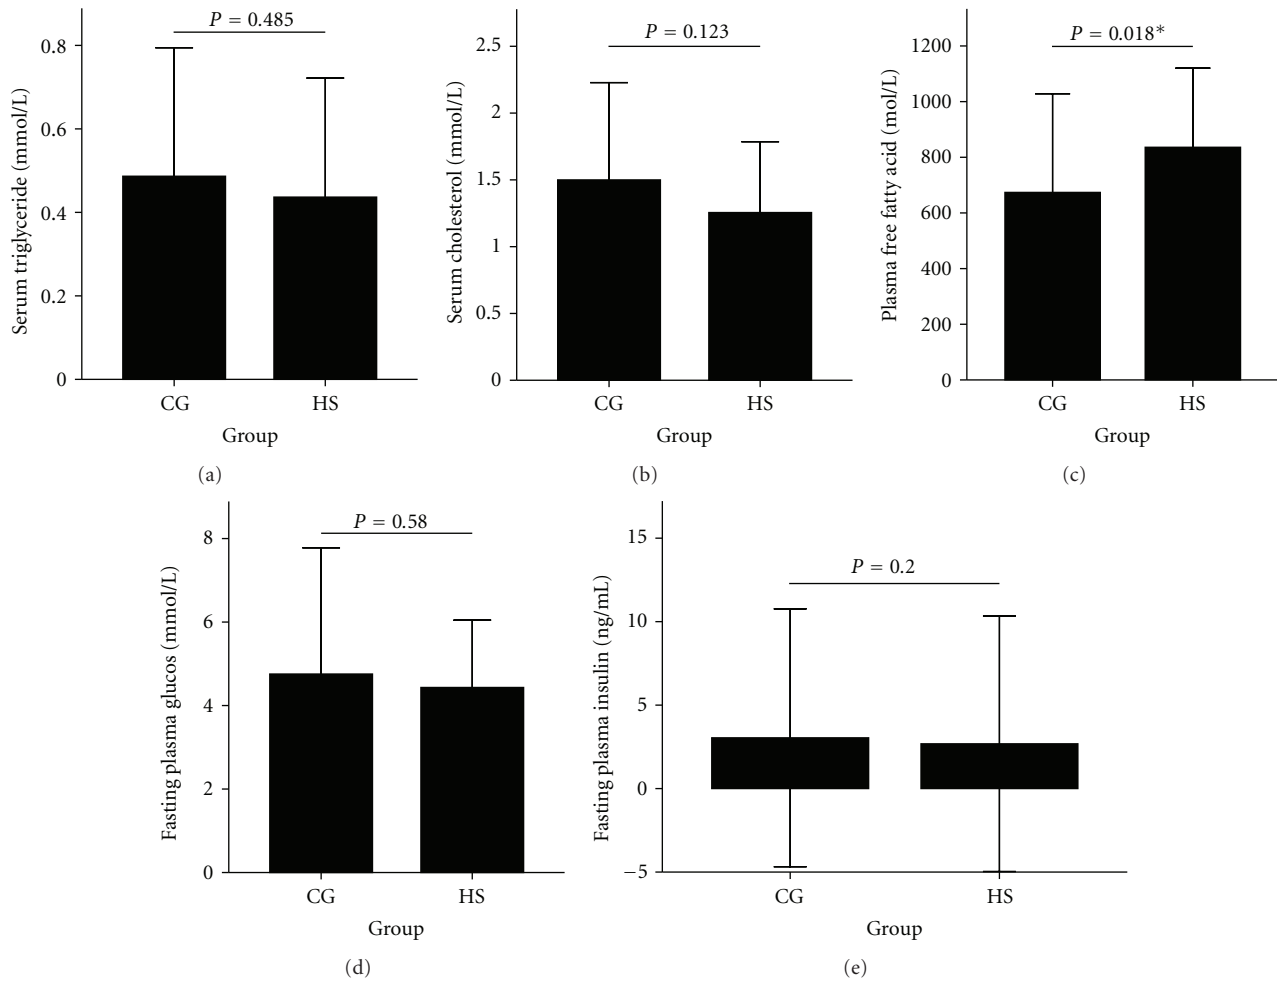 P = 0.485
Serum triglyceride (mmol/L)
0.8
0.6
0.4
0.2
0
CG HS
Group
(a)
P = 0.123
Serum cholesterol (mmol/L)
2.5
2
1.5
1
0.5
0
CG HS
Group
(b)
P = 0.018*
Plasma free fatty acid (mol/L)
1200
1000
800
600
400
200
0
CG HS
Group
(c)
P = 0.58
Fasting plasma glucos (mmol/L)
8
6
4
2
0
CG HS
Group
(d)
P = 0.2
Fasting plasma insulin (ng/mL)
15
10
5
0
−5
CG HS
Group
(e)